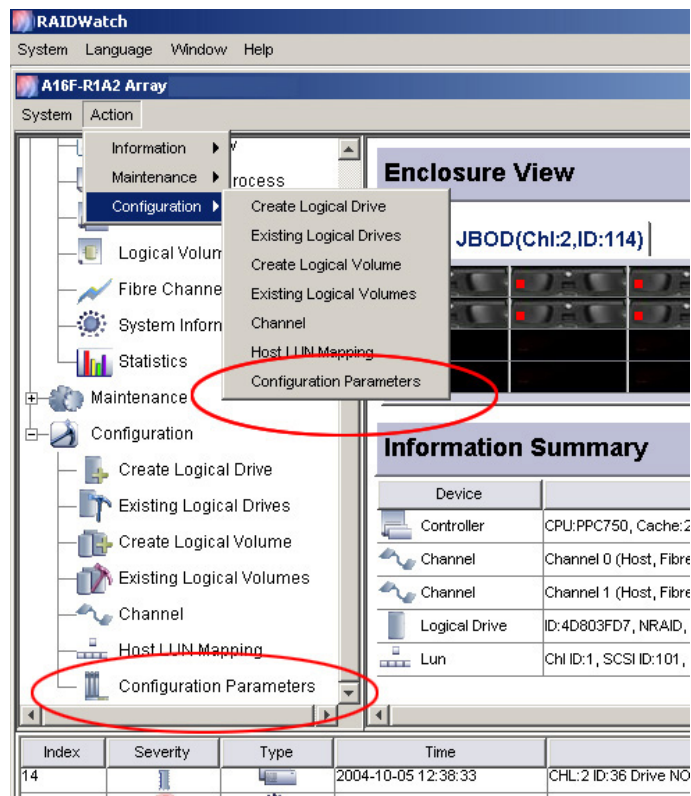 RAIDWatch
System Language Window Help
A16F-R1A2 Array
System Action
Information
Maintenance
Configuration
rocess
Create Logical Drive
Existing Logical Drives
Create Logical Volume
Existing Logical Volumes
Channel
Host LUN Mapping
Configuration Parameters
Logical Volum
Fibre Channe
System Inforn
Statistics
Maintenance
Configuration
Create Logical Drive
Existing Logical Drives
Create Logical Volume
Existing Logical Volumes
Channel
Host LUN Mapping
Configuration Parameters
Enclosure View
JBOD(Chl:2,ID:114)
Information Summary
Device
Controller CPU:PPC750, Cache:2
Channel Channel 0 (Host, Fibre
Channel Channel 1 (Host, Fibre
Logical Drive ID:4D803FD7, NRAID,
Lun Chl ID:1, SCSI ID:101,
Index Severity Type Time
14 2004-10-05 12:38:33 CHL:2 ID:36 Drive NO